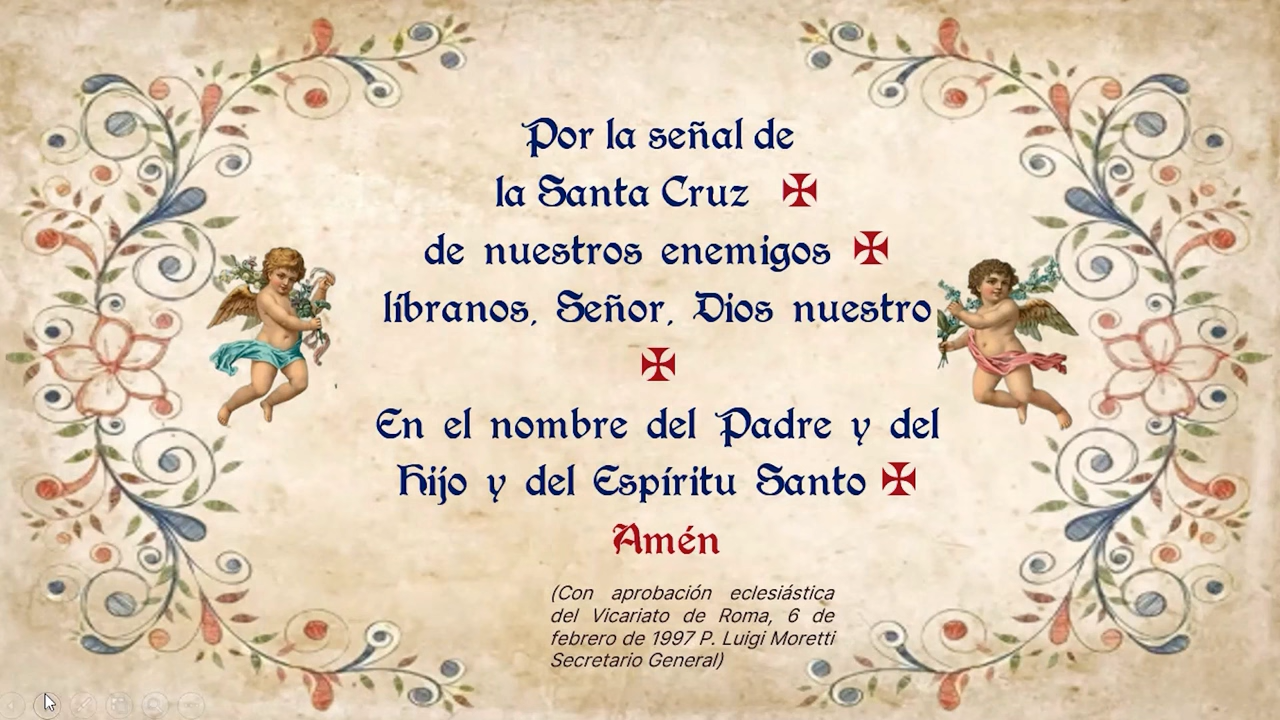 Por la señal de
la Santa Cruz ✠
de nuestros enemigos ✠
líbranos, Señor, Dios nuestro
✠
En el nombre del Padre y del
Hijo y del Espíritu Santo ✠
Amén
(Con aprobación eclesiástica
del Vicariato de Roma, 6 de
febrero de 1997 P. Luigi Moretti
Secretario General)